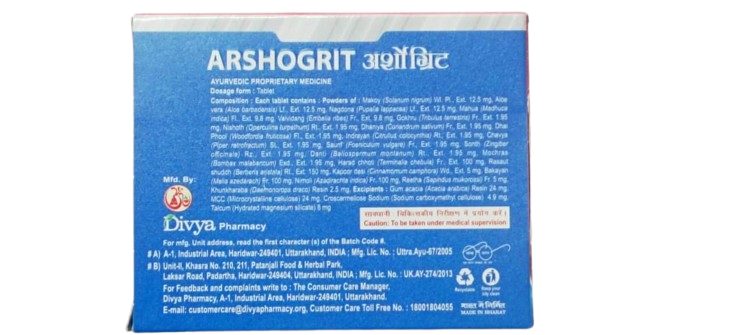 ARSHOGRIT अर्शोग्रिट
AYURVEDIC PROPRIETARY MEDICINE
Dosage form : Tablet
Composition : Each tablet contains : Powders of : Makoy (Solanum nigrum) Wl. Pl., Ext. 12.5 mg, Aloe
vera (Aloe barbadensis) Lf., Ext. 12.5 mg, Nagdona (Pupalia lappacea) Lf., Ext. 12.5 mg, Mahua (Madhuca
indica) Fl., Ext. 9.8 mg, Vaividang (Embelia ribes) Fr., Ext. 9.8 mg, Gokhru (Tribulus terrestris) Fr., Ext. 1.95
mg, Nishoth (Operculina turpethum) Rt., Ext. 1.95 mg, Dhaniya (Coriandrum sativum) Fr., Ext. 1.95 mg, Dhai
Phool (Woodfordia fruticosa) Fl., Ext. 1.95 mg, Indrayan (Citrullus colocynthis) Rt., Ext. 1.95 mg, Chavya
(Piper retrofractum) St., Ext. 1.95 mg, Saunf (Foeniculum vulgare) Fr., Ext. 1.95 mg, Sonth (Zingiber
officinale) Rz., Ext. 1.95 mg, Danti (Baliospermum montanum) Rt., Ext. 1.95 mg, Mochras
(Bombax malabaricum) Exd., Ext. 1.95 mg, Harad chhoti (Terminalia chebula) Fr., Ext. 100 mg, Rasaut
shuddh (Berberis aristata) Rt., Ext. 150 mg, Kapoor desi (Cinnamomum camphora) Wd., Ext. 5 mg, Bakayan
(Melia azedarach) Fr. 100 mg, Nimoli (Azadirachta indica) Fr. 100 mg, Reetha (Sapindus mukorossi) Fr. 5 mg,
Khunkharaba (Daemonorops draco) Resin 2.5 mg, Excipients : Gum acacia (Acacia arabica) Resin 24 mg,
MCC (Microcrystalline cellulose) 24 mg, Croscarmellose Sodium (Sodium carboxymethyl cellulose) 4.9 mg,
Talcum (Hydrated magnesium silicate) 8 mg
Mfd. By:
Divya Pharmacy
सावधानी : चिकित्सकीय निरीक्षण में प्रयोग करें।
Caution: To be taken under medical supervision
For mfg. Unit address, read the first character (s) of the Batch Code #.
# A) A-1, Industrial Area, Haridwar-249401, Uttarakhand, INDIA ; Mfg. Lic. No. : Uttra.Ayu-67/2005
# B) Unit-II, Khasra No. 210, 211, Patanjali Food & Herbal Park,
Laksar Road, Padartha, Haridwar-249404, Uttarakhand, INDIA ; Mfg. Lic. No. : UK.AY-274/2013
For Feedback and complaints write to : The Consumer Care Manager,
Divya Pharmacy, A-1, Industrial Area, Haridwar-249401, Uttarakhand.
E-mail: customercare@divyapharmacy.org, Customer Care Toll Free No. : 18001804055
Recyclable
Keep your
city clean
भारत में निर्मित
MADE IN BHARAT